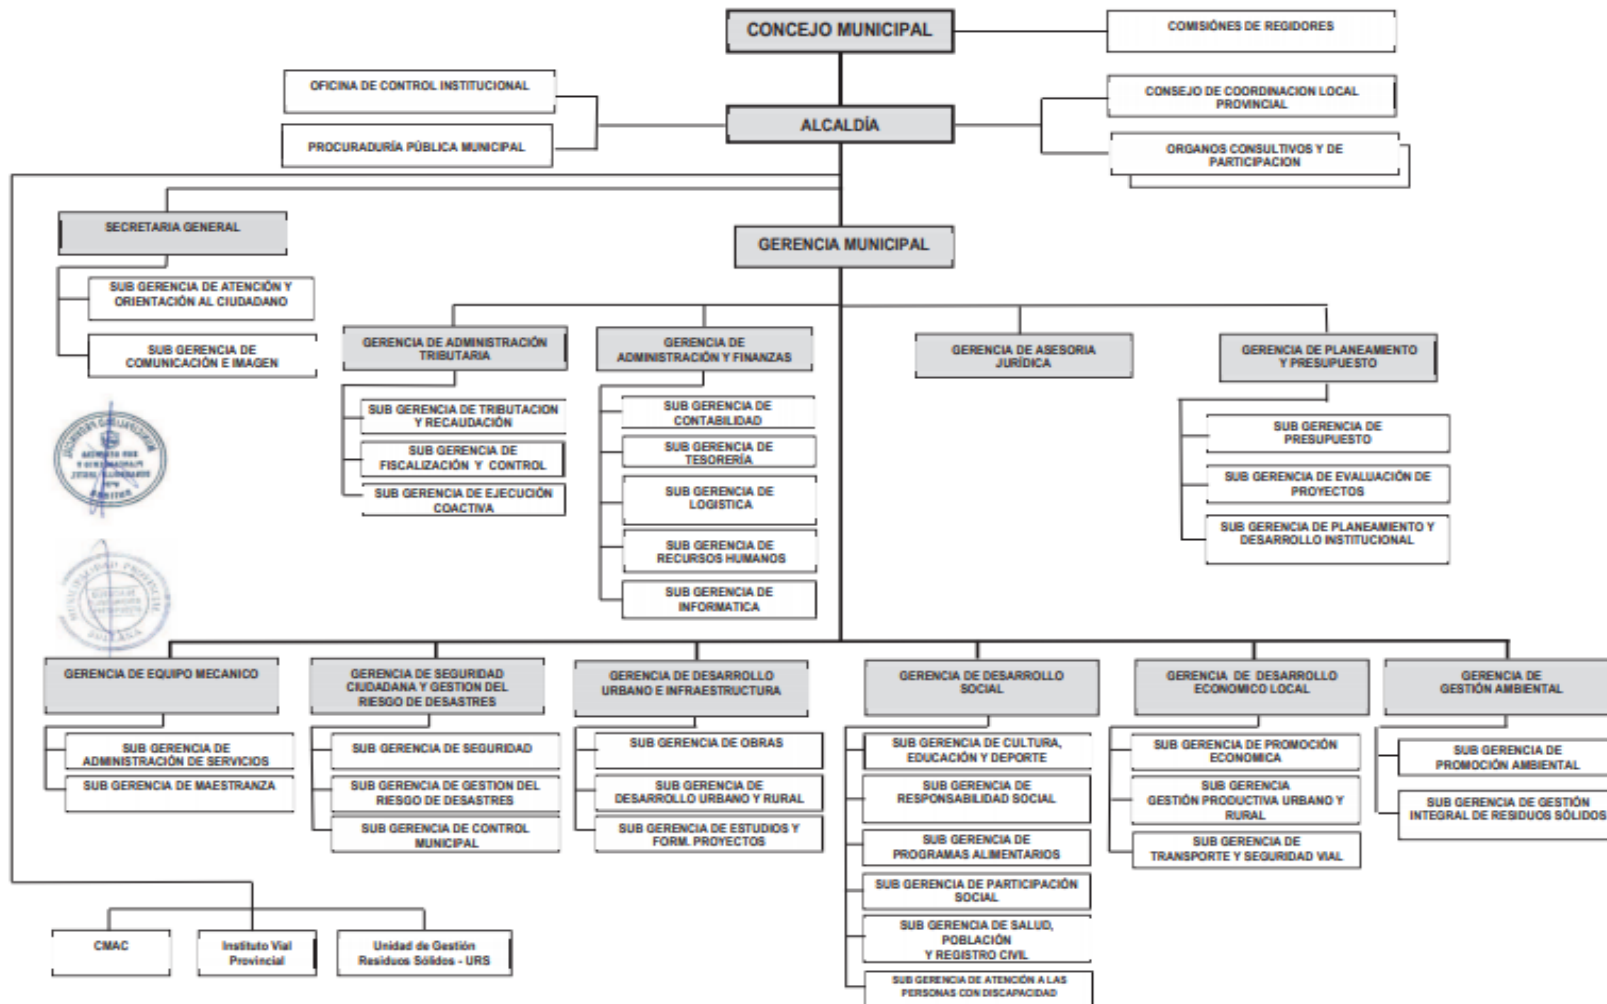 CONCEJO MUNICIPAL
COMISIÓNES DE REGIDORES
OFICINA DE CONTROL INSTITUCIONAL
CONSEJO DE COORDINACION LOCAL
PROVINCIAL
ALCALDÍA
PROCURADURÍA PÚBLICA MUNICIPAL
ORGANOS CONSULTIVOS Y DE
PARTICIPACION
SECRETARIA GENERAL
GERENCIA MUNICIPAL
SUB GERENCIA DE ATENCIÓN Y
ORIENTACIÓN AL CIUDADANO
SUB GERENCIA DE
COMUNICACIÓN E IMAGEN
GERENCIA DE ADMINISTRACIÓN
TRIBUTARIA
SUB GERENCIA DE TRIBUTACION
Y RECAUDACIÓN
SUB GERENCIA DE
FISCALIZACIÓN Y CONTROL
SUB GERENCIA DE EJECUCIÓN
COACTIVA
GERENCIA DE
ADMINISTRACIÓN Y FINANZAS
SUB GERENCIA DE
CONTABILIDAD
SUB GERENCIA DE
TESORERÍA
SUB GERENCIA DE
LOGISTICA
SUB GERENCIA DE
RECURSOS HUMANOS
SUB GERENCIA DE
INFORMATICA
GERENCIA DE ASESORIA
JURÍDICA
GERENCIA DE PLANEAMIENTO
Y PRESUPUESTO
SUB GERENCIA DE
PRESUPUESTO
SUB GERENCIA DE EVALUACIÓN DE
PROYECTOS
SUB GERENCIA DE PLANEAMIENTO Y
DESARROLLO INSTITUCIONAL
MUNICIPALIDAD PROVINCIAL
SULLANA
GERENCIA DE EQUIPO MECANICO
SUB GERENCIA DE
ADMINISTRACIÓN DE SERVICIOS
SUB GERENCIA DE MAESTRANZA
GERENCIA DE SEGURIDAD
CIUDADANA Y GESTION DEL
RIESGO DE DESASTRES
SUB GERENCIA DE SEGURIDAD
SUB GERENCIA DE GESTION DEL
RIESGO DE DESASTRES
SUB GERENCIA DE CONTROL
MUNICIPAL
GERENCIA DE DESARROLLO
URBANO E INFRAESTRUCTURA
SUB GERENCIA DE OBRAS
SUB GERENCIA DE
DESARROLLO URBANO Y RURAL
SUB GERENCIA DE ESTUDIOS Y
FORM. PROYECTOS
GERENCIA DE DESARROLLO
SOCIAL
SUB GERENCIA DE CULTURA,
EDUCACIÓN Y DEPORTE
SUB GERENCIA DE
RESPONSABILIDAD SOCIAL
SUB GERENCIA DE
PROGRAMAS ALIMENTARIOS
SUB GERENCIA DE PARTICIPACIÓN
SOCIAL
SUB GERENCIA DE SALUD,
POBLACIÓN
Y REGISTRO CIVIL
SUB GERENCIA DE ATENCIÓN A LAS
PERSONAS CON DISCAPACIDAD
GERENCIA DE DESARROLLO
ECONOMICO LOCAL
SUB GERENCIA DE PROMOCIÓN
ECONOMICA
SUB GERENCIA
GESTIÓN PRODUCTIVA URBANO Y
RURAL
SUB GERENCIA DE
TRANSPORTE Y SEGURIDAD VIAL
GERENCIA DE
GESTIÓN AMBIENTAL
SUB GERENCIA DE
PROMOCIÓN AMBIENTAL
SUB GERENCIA DE GESTIÓN
INTEGRAL DE RESIDUOS SÓLIDOS
CMAC
Instituto Vial
Provincial
Unidad de Gestión
Residuos Sólidos - URS